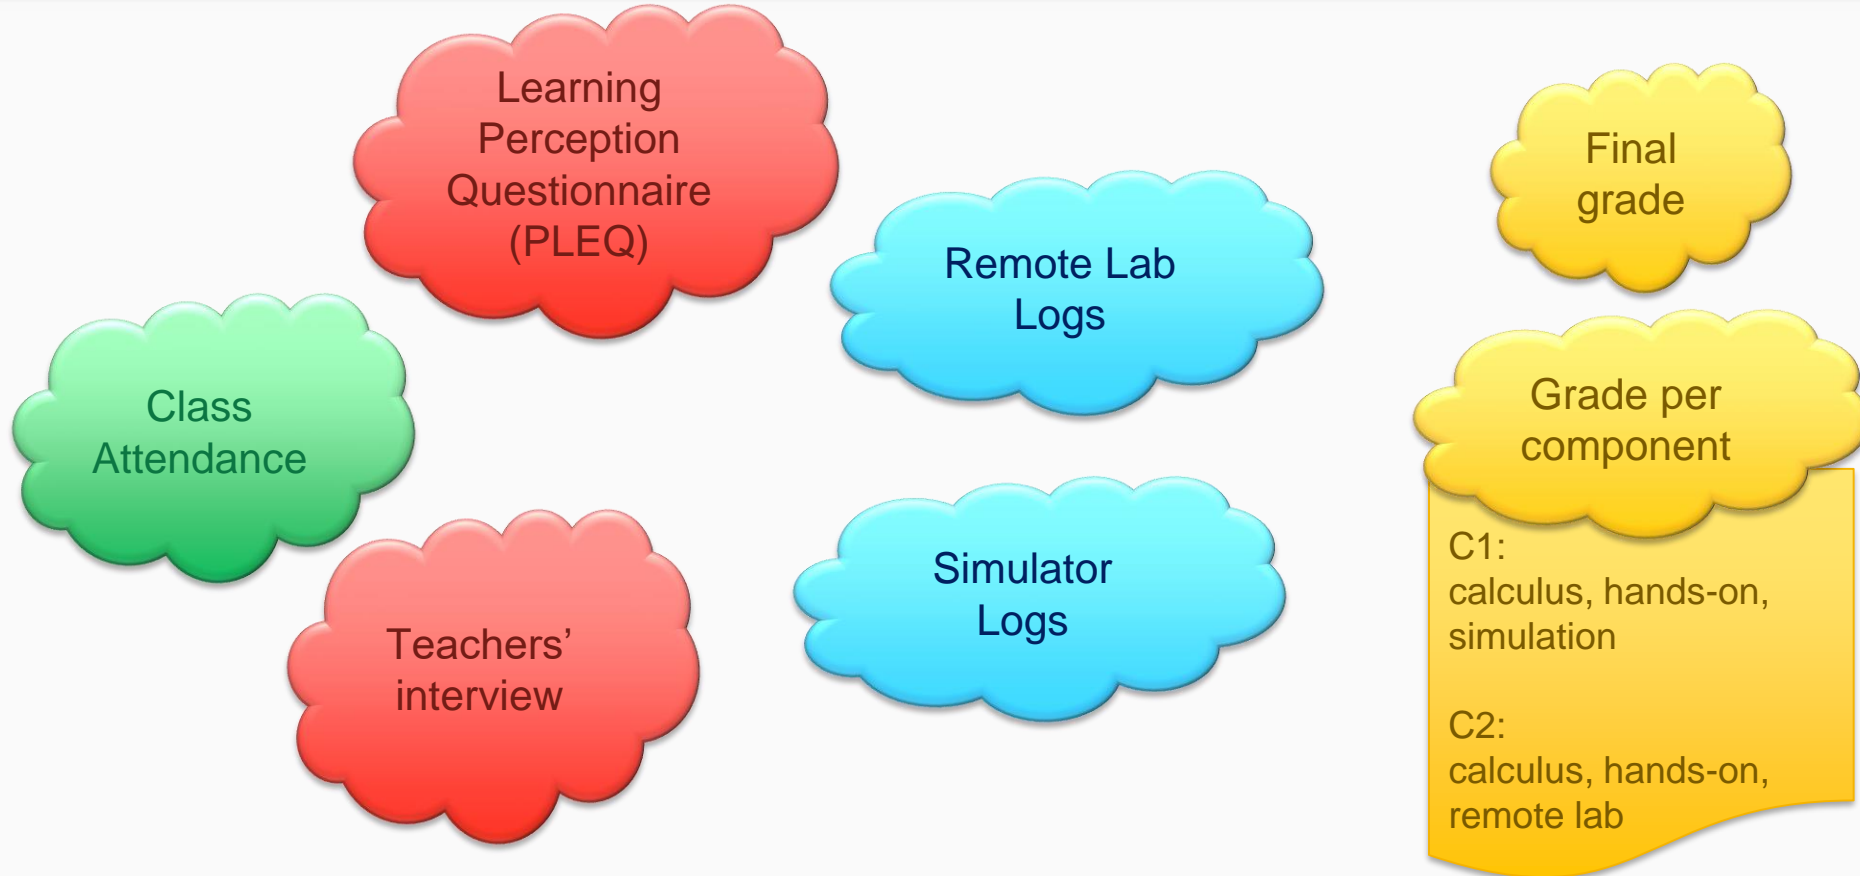 Learning
Perception
Questionnaire
(PLEQ)
Class
Attendance
Teachers’
interview
Remote Lab
Logs
Simulator
Logs
Final
grade
Grade per
component
C1:
calculus, hands-on,
simulation
C2:
calculus, hands-on,
remote lab